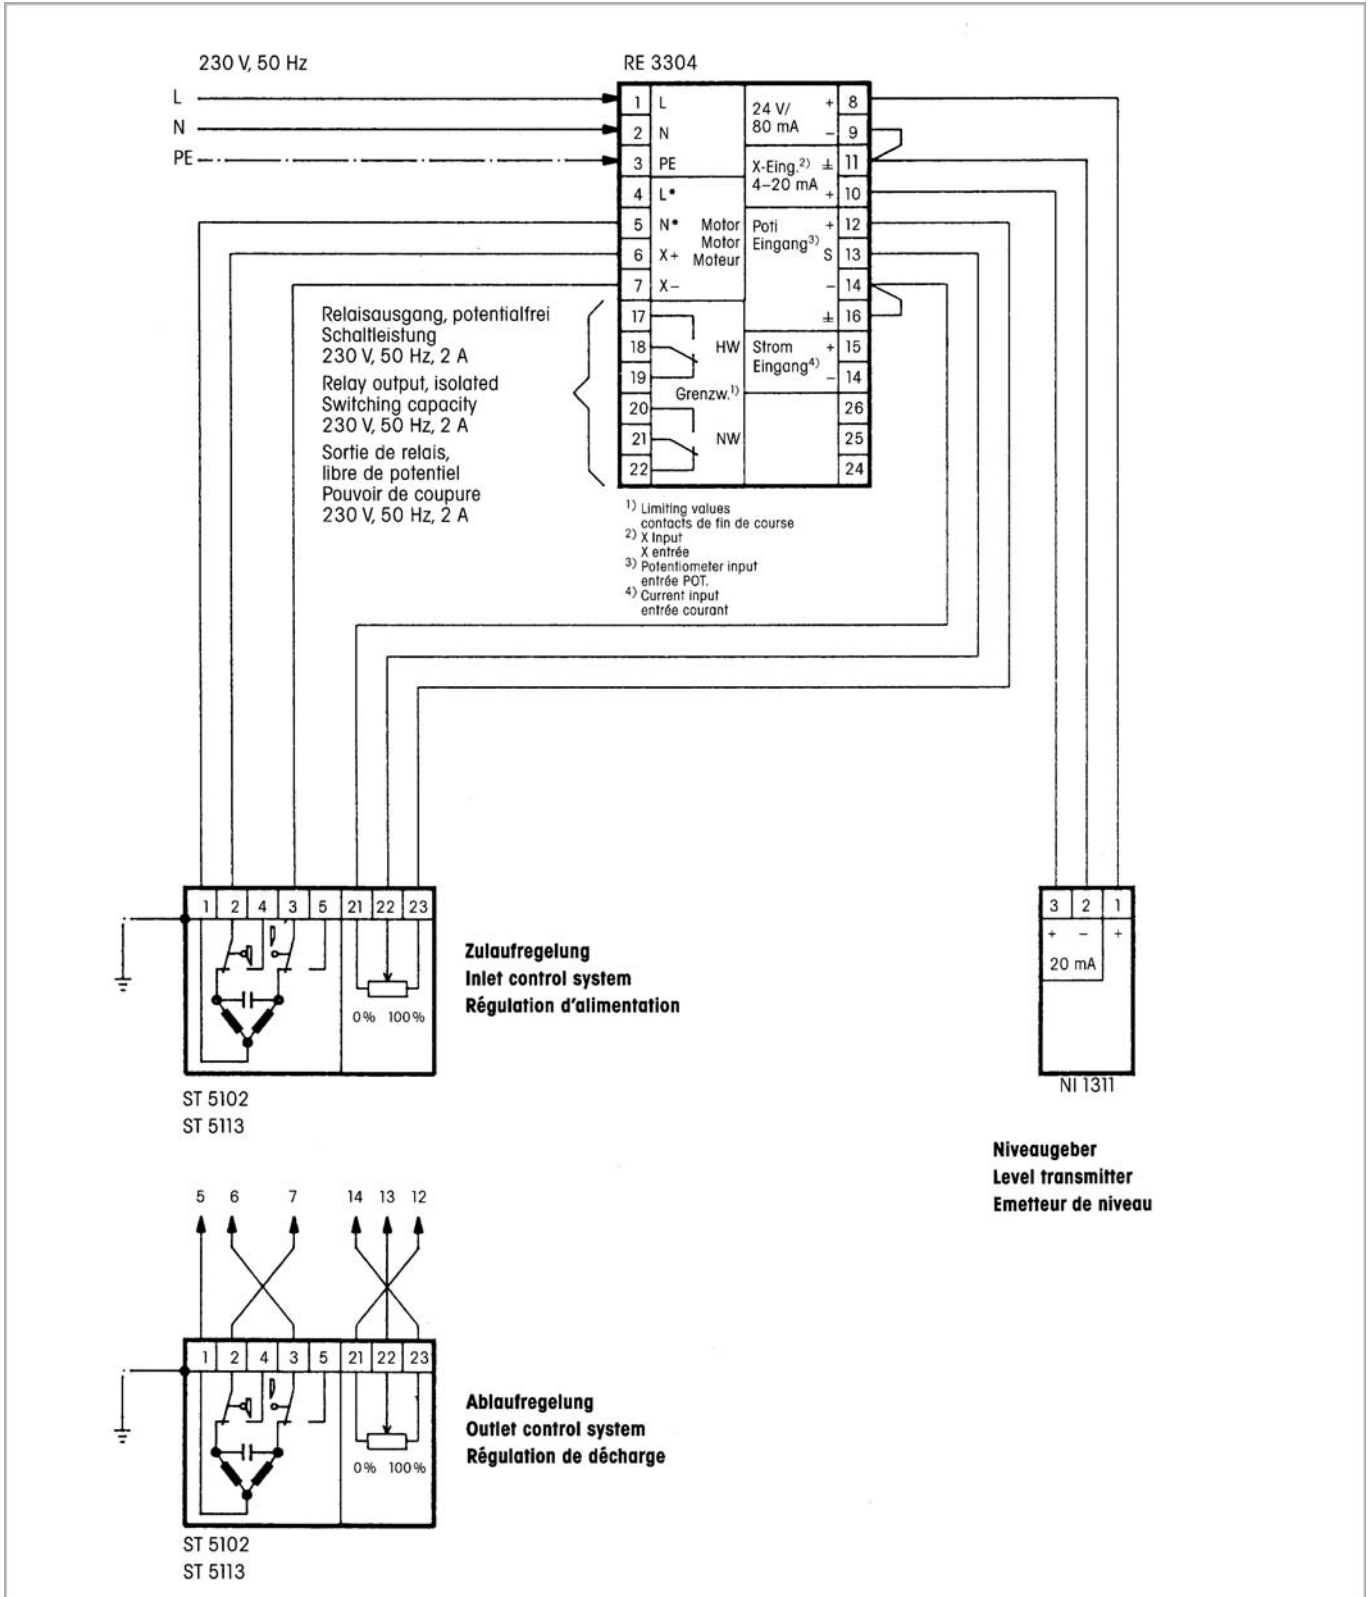 230 V, 50 Hz
RE 3304
L
N
PE
1 L 24 V/ + 8
2 N 80 mA – 9
3 PE X-Eing.2) ⏊ 11
4 L* 4–20 mA + 10
5 N* Motor Poti + 12
6 X+ Motor Eingang3) S 13
7 X– Moteur – 14
17 ⏊ 16
18 HW Strom + 15
19 Eingang4) – 14
Grenzw.1)
20 26
21 NW 25
22 24
Relaisausgang, potentialfrei
Schaltleistung
230 V, 50 Hz, 2 A
Relay output, isolated
Switching capacity
230 V, 50 Hz, 2 A
Sortie de relais,
libre de potentiel
Pouvoir de coupure
230 V, 50 Hz, 2 A
1) Limiting values
contacts de fin de course
2) X Input
X entrée
3) Potentiometer input
entrée POT.
4) Current input
entrée courant
1 2 4 3 5 21 22 23
0% 100%
ST 5102
ST 5113
Zulaufregelung
Inlet control system
Régulation d'alimentation
3 2 1
+ – +
20 mA
NI 1311
Niveaugeber
Level transmitter
Emetteur de niveau
5 6 7 14 13 12
1 2 4 3 5 21 22 23
0% 100%
ST 5102
ST 5113
Ablaufregelung
Outlet control system
Régulation de décharge